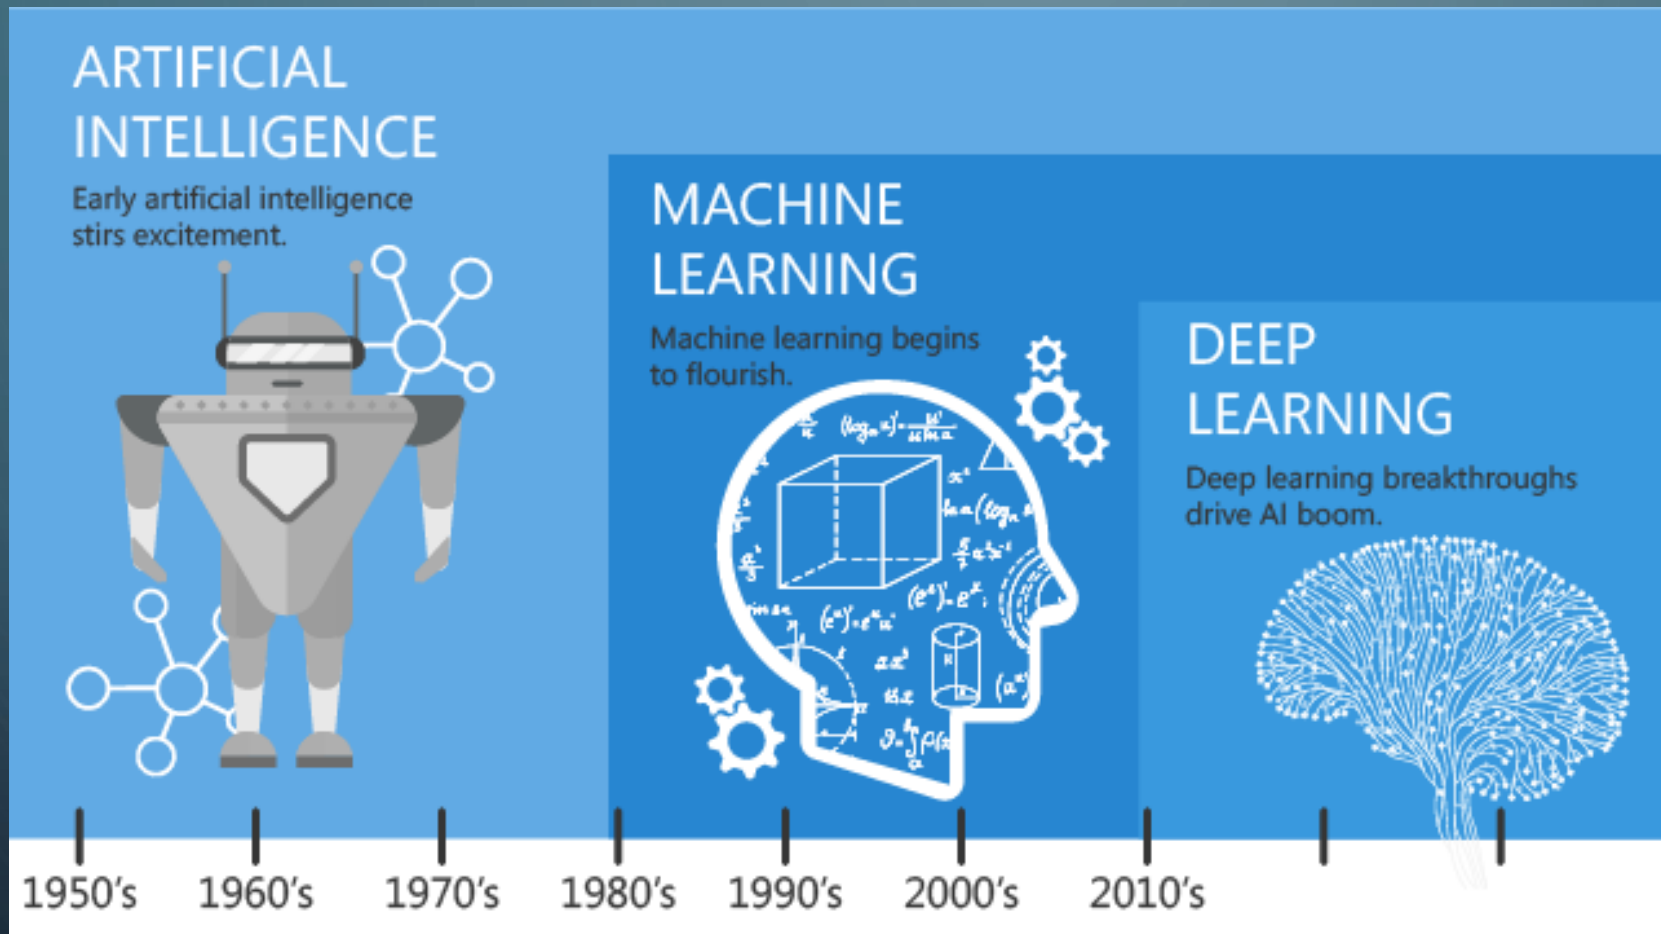 ARTIFICIAL
INTELLIGENCE
Early artificial intelligence
stirs excitement.
MACHINE
LEARNING
Machine learning begins
to flourish.
DEEP
LEARNING
Deep learning breakthroughs
drive AI boom.
1950's 1960's 1970's 1980's 1990's 2000's 2010's